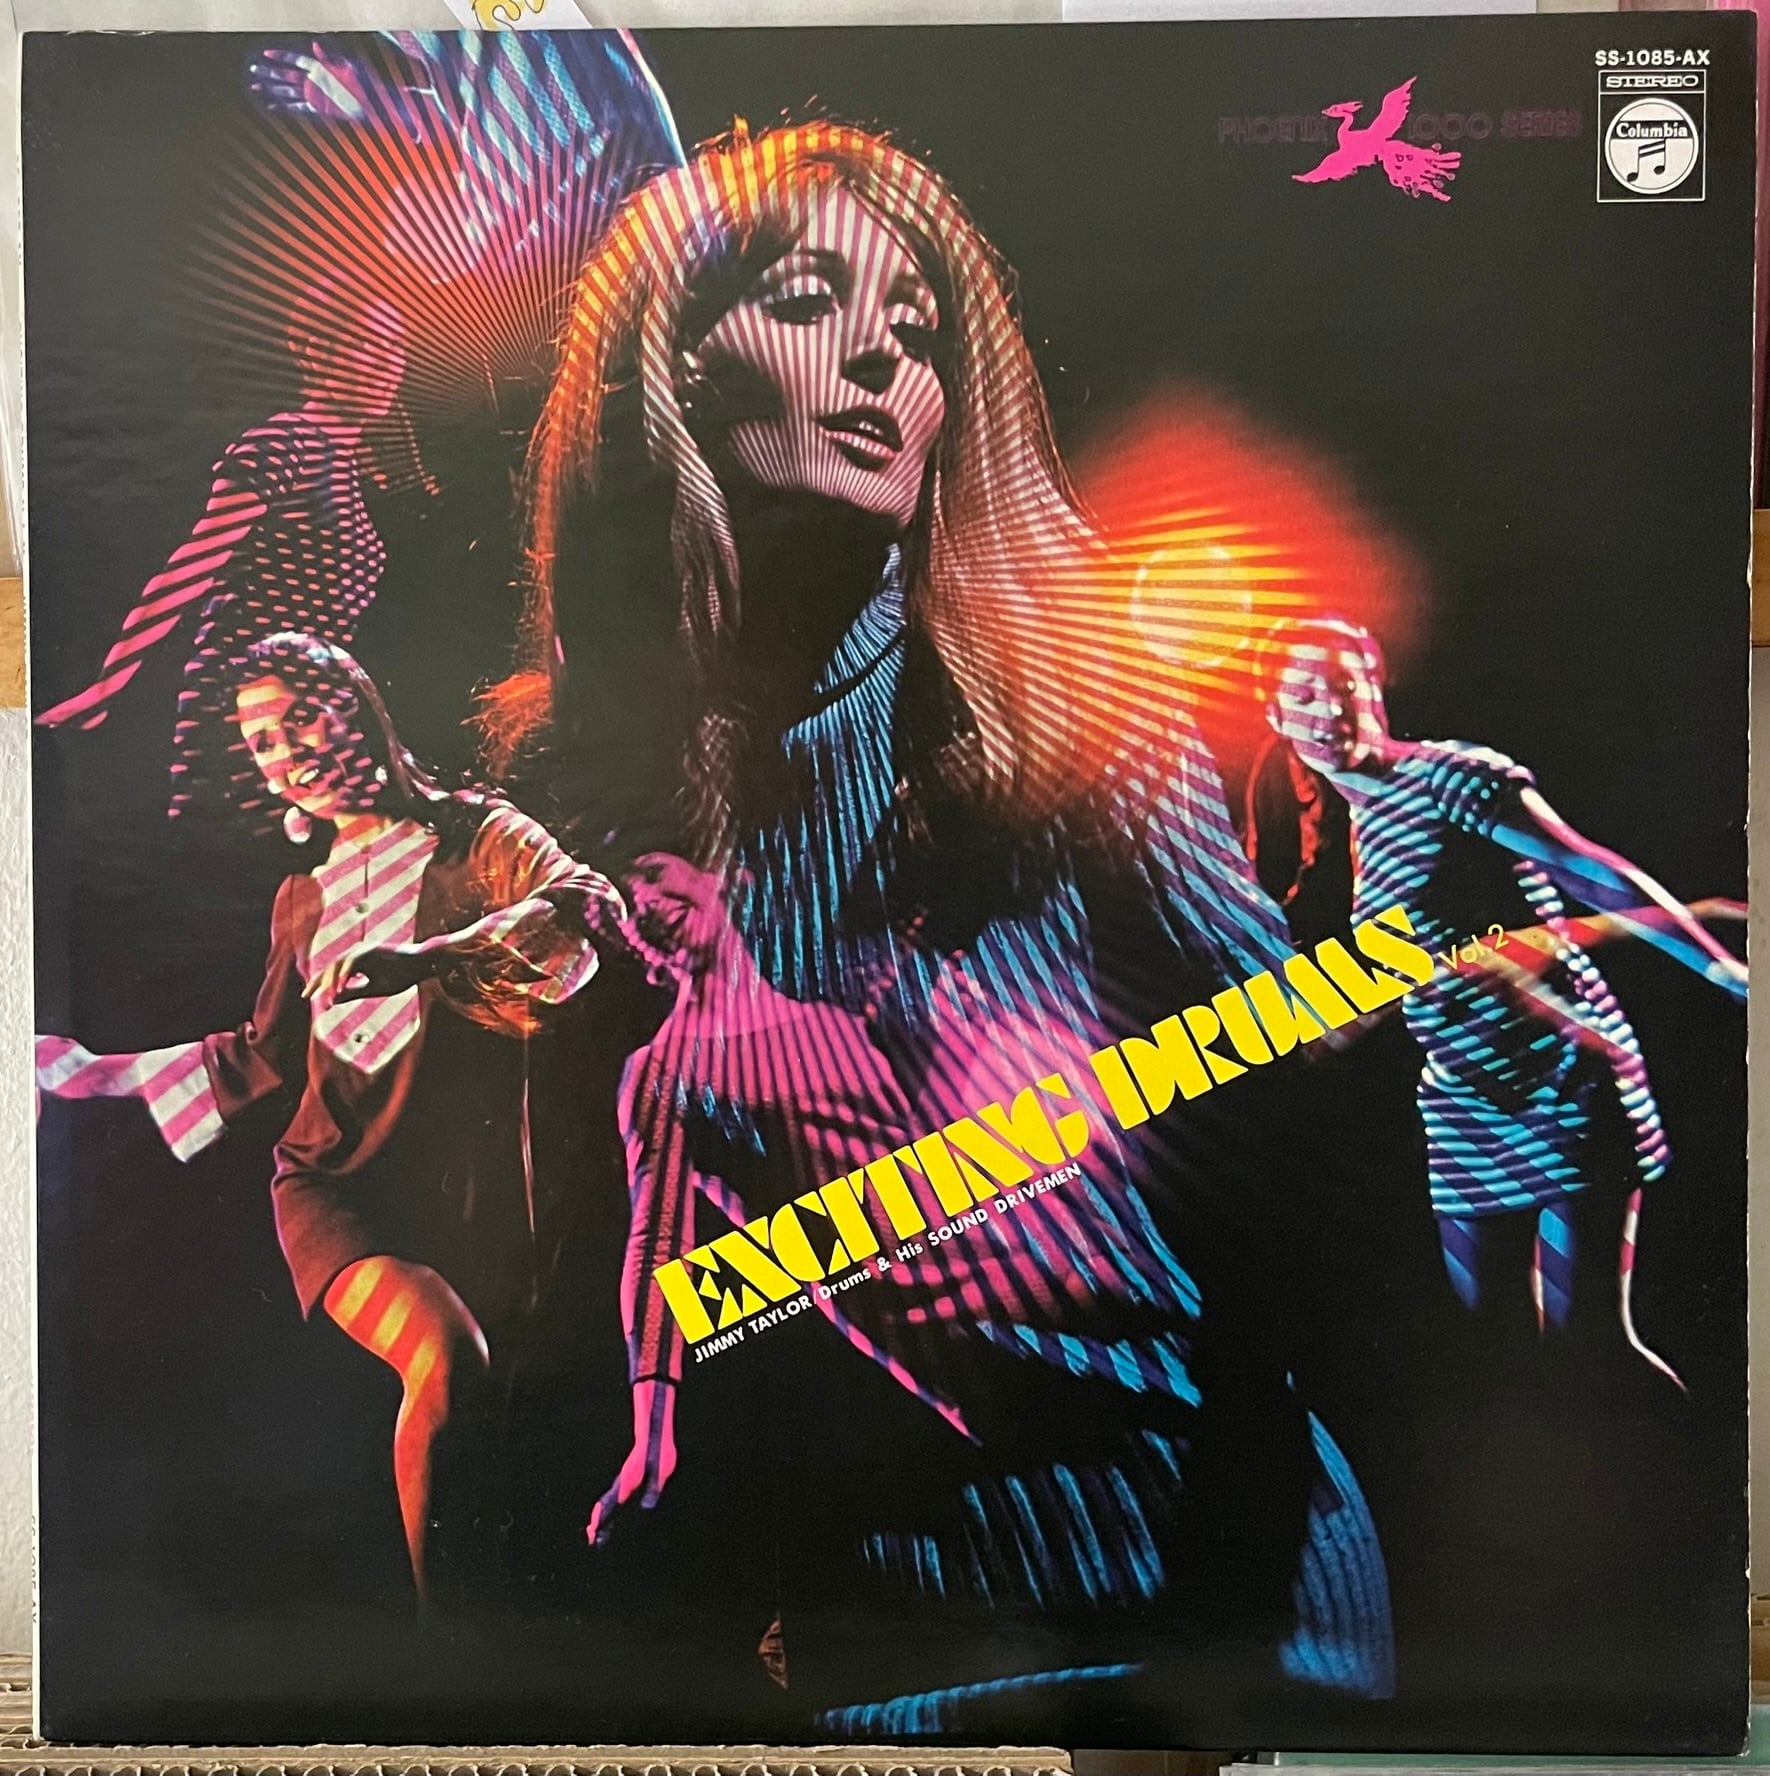 SS-1085-AX
STEREO
PHOENIX 1000 SERIES
Columbia
EXCITING DRUMS Vol.2
JIMMY TAYLOR/Drums & His SOUND DRIVEMEN